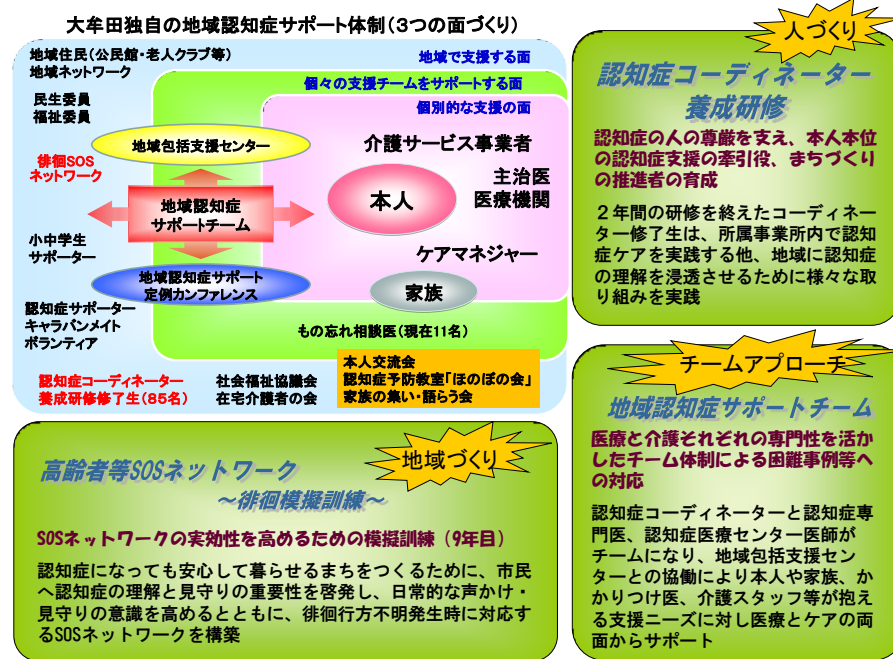 大牟田独自の地域認知症サポート体制(3つの面づくり)
地域住民(公民館・老人クラブ等)
地域ネットワーク
民生委員
福祉委員
徘徊SOS
ネットワーク
小中学生
サポーター
認知症サポーター
キャラバンメイト
ボランティア
認知症コーディネーター
養成研修修了生(85名)
社会福祉協議会
在宅介護者の会
地域で支援する面
個々の支援チームをサポートする面
個別的な支援の面
地域包括支援センター
地域認知症
サポートチーム
地域認知症サポート
定例カンファレンス
介護サービス事業者
主治医
医療機関
本人
ケアマネジャー
家族
もの忘れ相談医(現在11名)
本人交流会
認知症予防教室「ほのぼの会」
家族の集い・語らう会
人づくり
認知症コーディネーター
養成研修
認知症の人の尊厳を支え、本人本位
の認知症支援の牽引役、まちづくり
の推進者の育成
2年間の研修を終えたコーディネー
ター修了生は、所属事業所内で認知
症ケアを実践する他、地域に認知症
の理解を浸透させるために様々な取
り組みを実践
地域づくり
高齢者等SOSネットワーク
~徘徊模擬訓練~
SOSネットワークの実効性を高めるための模擬訓練(9年目)
認知症になっても安心して暮らせるまちをつくるために、市民
へ認知症の理解と見守りの重要性を啓発し、日常的な声かけ・
見守りの意識を高めるとともに、徘徊行方不明発生時に対応す
るSOSネットワークを構築
チームアプローチ
地域認知症サポートチーム
医療と介護それぞれの専門性を活か
したチーム体制による困難事例等へ
の対応
認知症コーディネーターと認知症専
門医、認知症医療センター医師が
チームになり、地域包括支援セン
ターとの協働により本人や家族、か
かりつけ医、介護スタッフ等が抱え
る支援ニーズに対し医療とケアの両
面からサポート